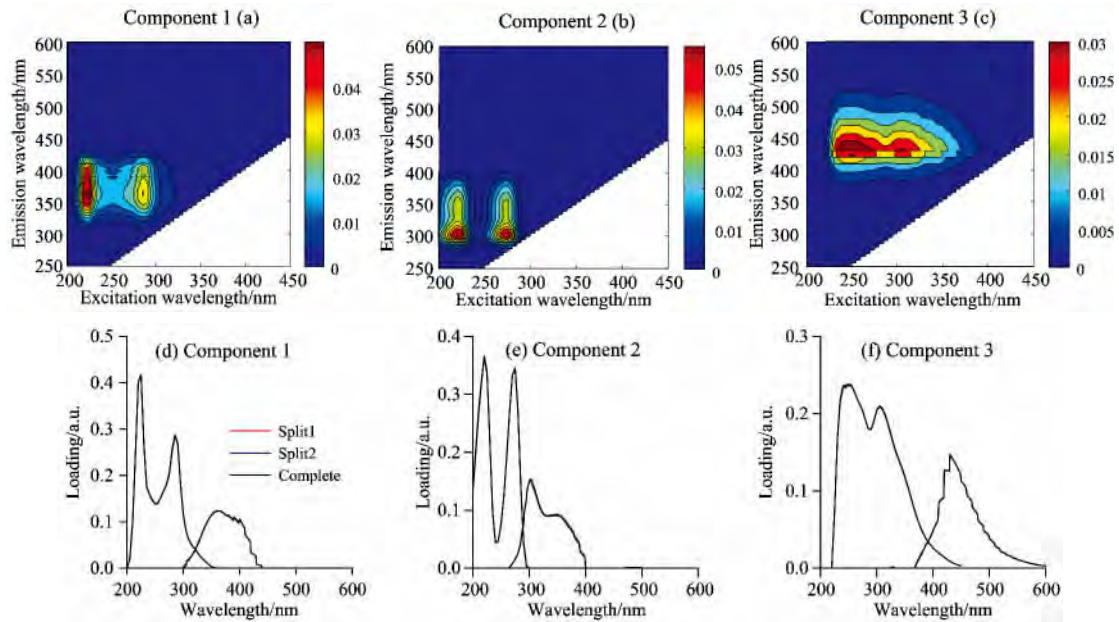 Component 1 (a)
Component 2 (b)
Component 3 (c)
Emission wavelength/nm
600
550
500
450
400
350
300
250
200 250 300 350 400 450
Excitation wavelength/nm
0.04
0.03
0.02
0.01
0
Emission wavelength/nm
600
550
500
450
400
350
300
250
200 250 300 350 400 450
Excitation wavelength/nm
0.05
0.04
0.03
0.02
0.01
0
Emission wavelength/nm
600
550
500
450
400
350
300
250
200 250 300 350 400 450
Excitation wavelength/nm
0.03
0.025
0.02
0.015
0.01
0.005
0
(d) Component 1
Loading/a.u.
0.5
0.4
0.3
0.2
0.1
0.0
Split1
Split2
Complete
200 300 400 500 600
Wavelength/nm
(e) Component 2
Loading/a.u.
0.4
0.3
0.2
0.1
0.0
200 300 400 500 600
Wavelength/nm
(f) Component 3
Loading/a.u.
0.3
0.2
0.1
0.0
200 300 400 500 600
Wavelength/nm